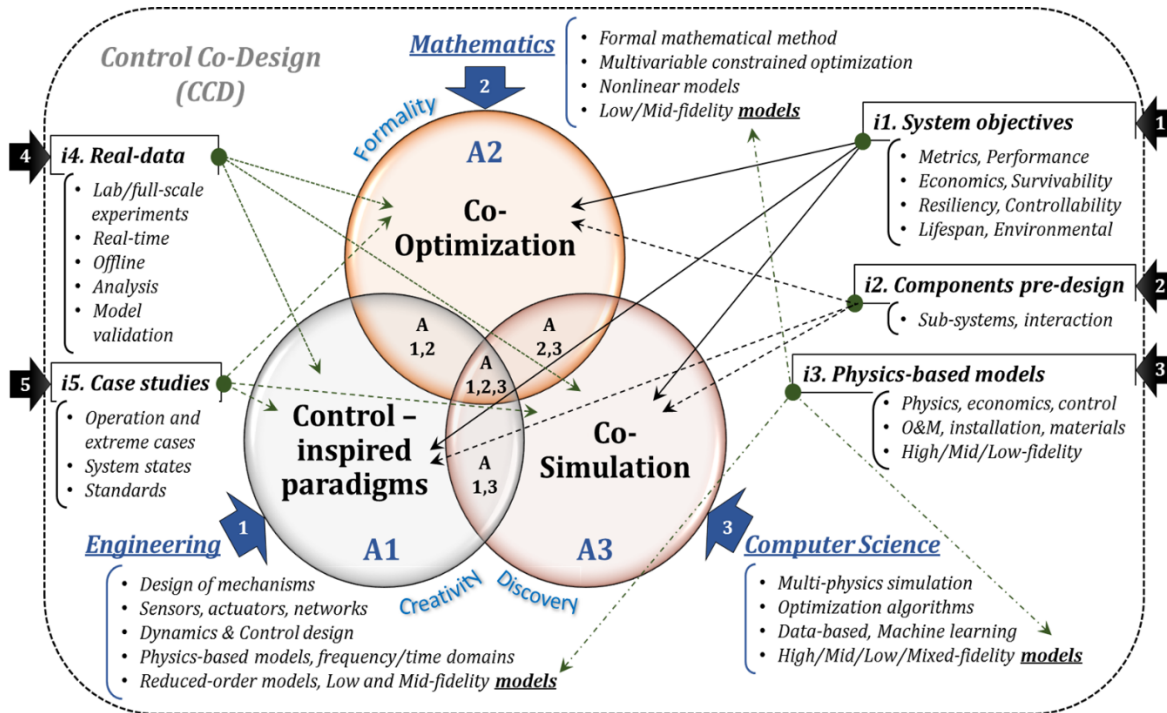 Control Co-Design
(CCD)
Mathematics
2
• Formal mathematical method
• Multivariable constrained optimization
• Nonlinear models
• Low/Mid-fidelity models
4
i4. Real-data
• Lab/full-scale
experiments
• Real-time
• Offline
• Analysis
• Model
validation
5
i5. Case studies
• Operation and
extreme cases
• System states
• Standards
1
i1. System objectives
• Metrics, Performance
• Economics, Survivability
• Resiliency, Controllability
• Lifespan, Environmental
2
i2. Components pre-design
• Sub-systems, interaction
3
i3. Physics-based models
• Physics, economics, control
• O&M, installation, materials
• High/Mid/Low-fidelity
Formality
A2
Co-
Optimization
A
1,2
A
2,3
A
1,2,3
Control –
inspired
paradigms
A
1,3
Co-
Simulation
A1
A3
Creativity
Discovery
1
Engineering
• Design of mechanisms
• Sensors, actuators, networks
• Dynamics & Control design
• Physics-based models, frequency/time domains
• Reduced-order models, Low and Mid-fidelity models
3
Computer Science
• Multi-physics simulation
• Optimization algorithms
• Data-based, Machine learning
• High/Mid/Low/Mixed-fidelity models